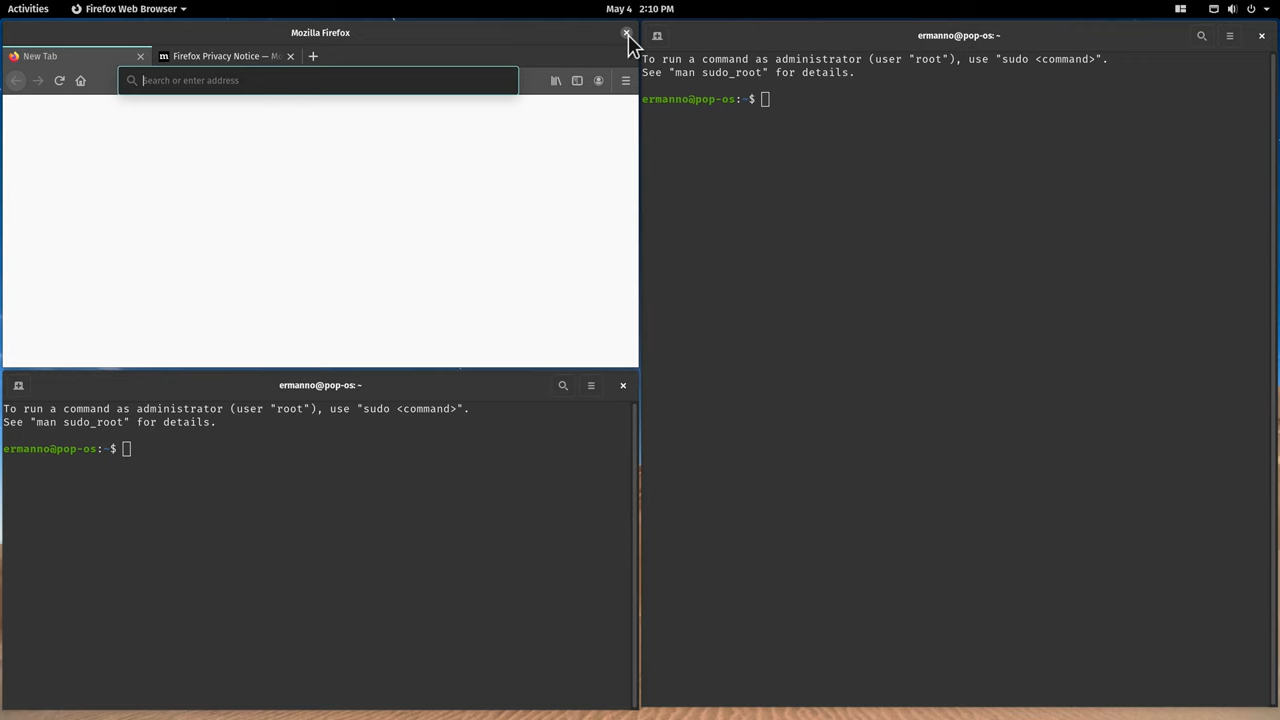 Activities
Firefox Web Browser
May 4 2:10 PM
Mozilla Firefox
New Tab
m Firefox Privacy Notice — Mo
Search or enter address
ermanno@pop-os: ~
To run a command as administrator (user "root"), use "sudo <command>".
See "man sudo_root" for details.
ermanno@pop-os:~$
ermanno@pop-os: ~
To run a command as administrator (user "root"), use "sudo <command>".
See "man sudo_root" for details.
ermanno@pop-os:~$